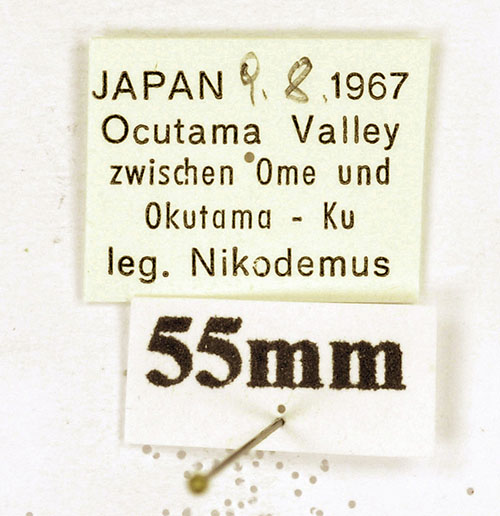 JAPAN 9. 8. 1967
Ocutama Valley
zwischen Ome und
Okutama - Ku
leg. Nikodemus
55mm